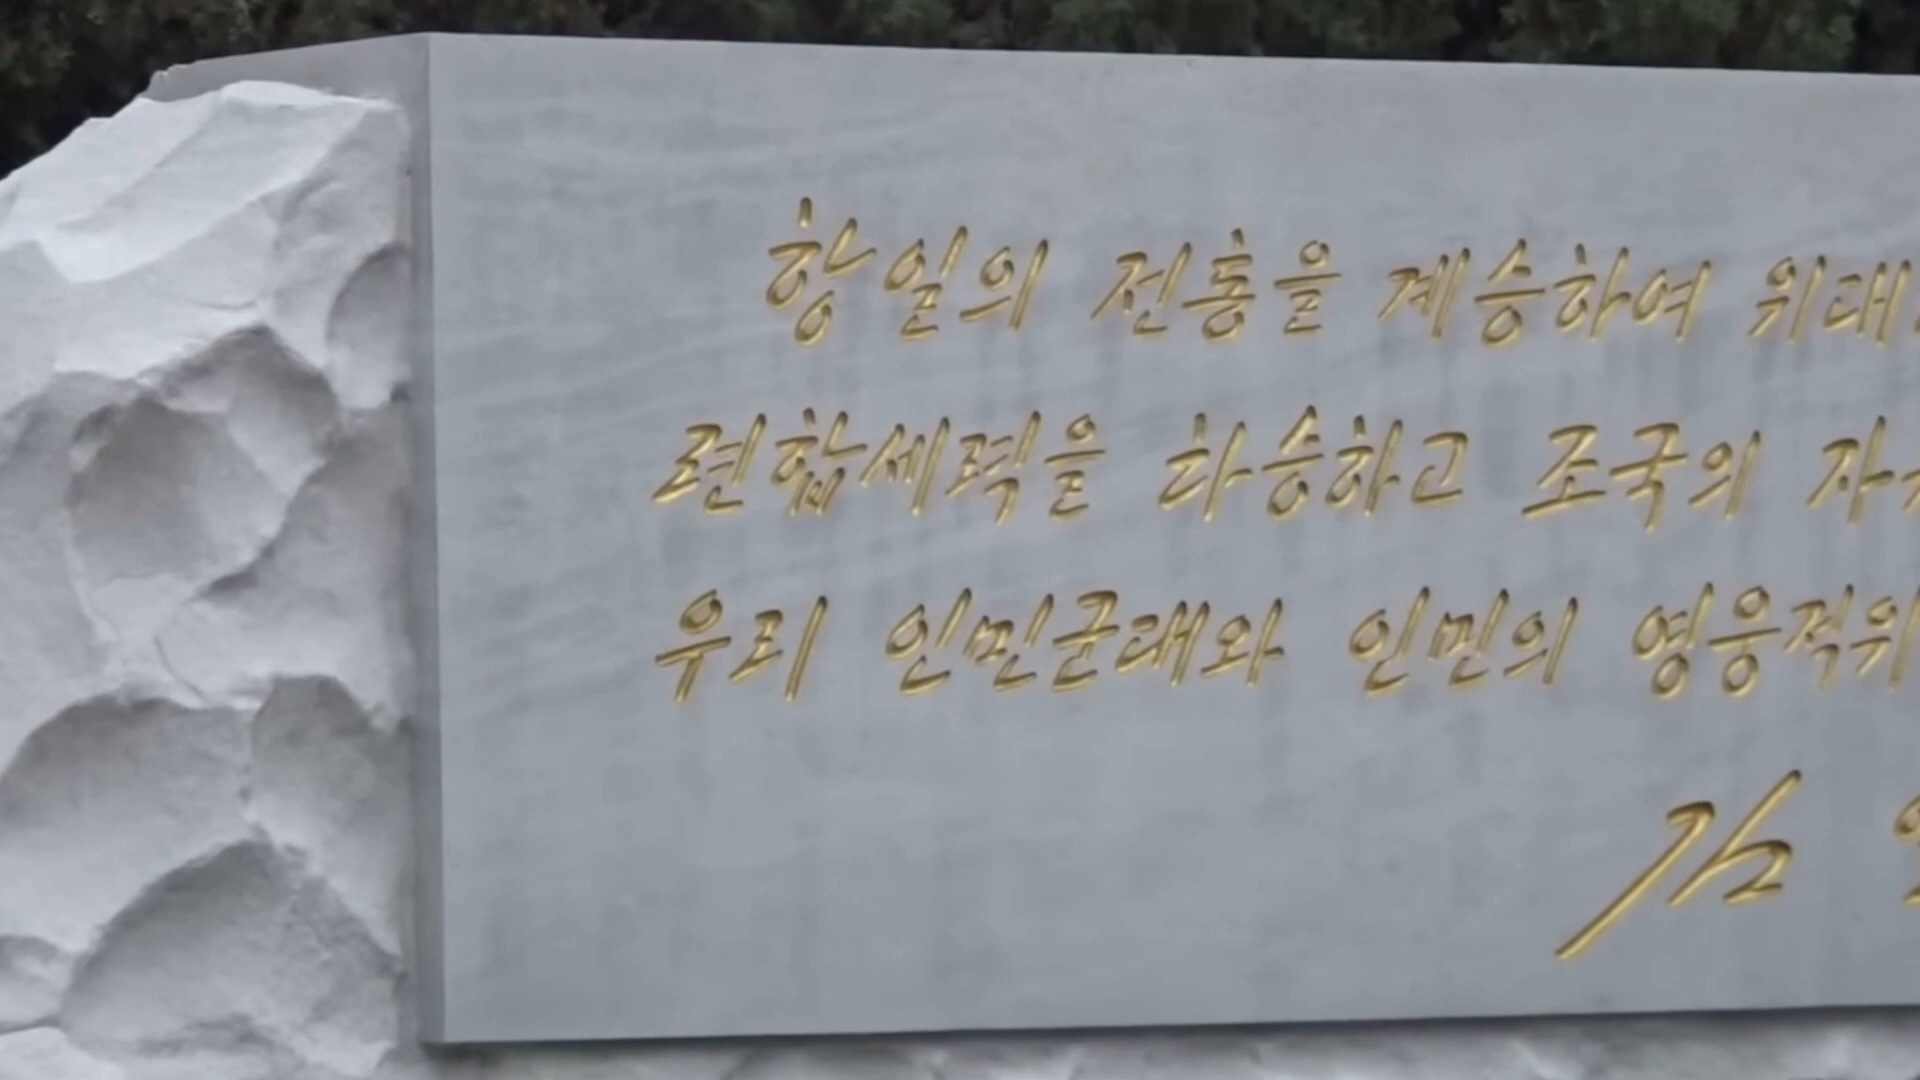 항일의 전통을 계승하여 위대
련합세력을 타승하고 조국의 자
우리 인민군대와 인민의 영웅적위
김